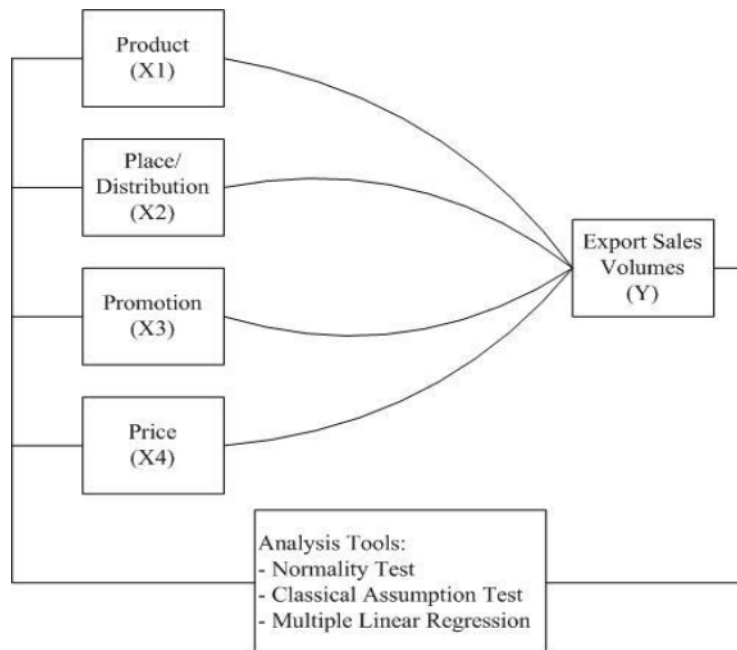 Product
(X1)
Place/
Distribution
(X2)
Promotion
(X3)
Price
(X4)
Export Sales
Volumes
(Y)
Analysis Tools:
- Normality Test
- Classical Assumption Test
- Multiple Linear Regression